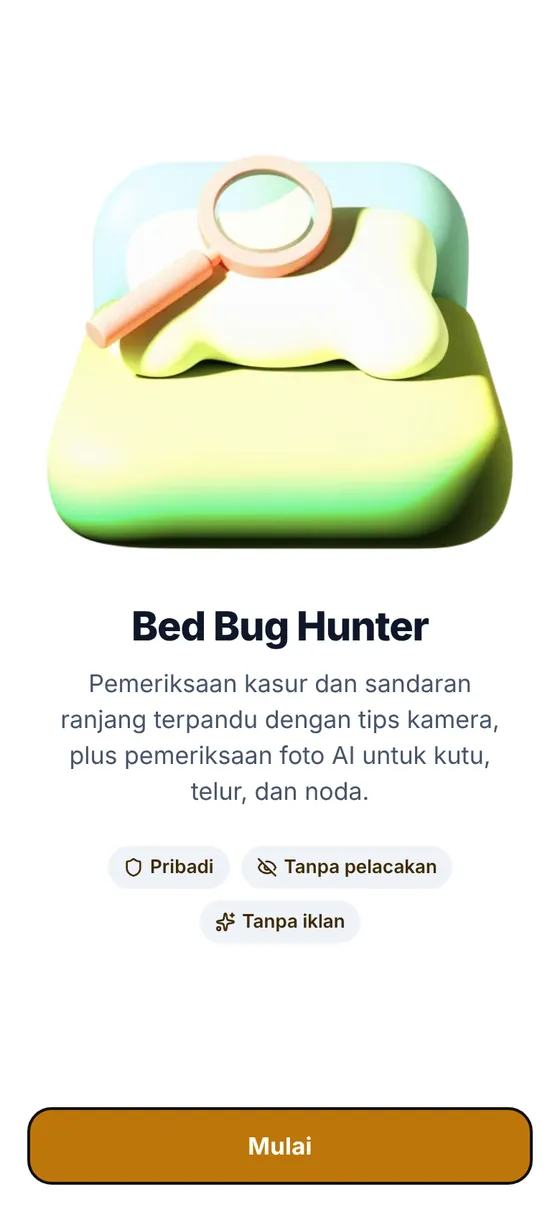 Bed Bug Hunter
Pemeriksaan kasur dan sandaran
ranjang terpandu dengan tips kamera,
plus pemeriksaan foto AI untuk kutu,
telur, dan noda.
Pribadi
Tanpa pelacakan
Tanpa iklan
Mulai